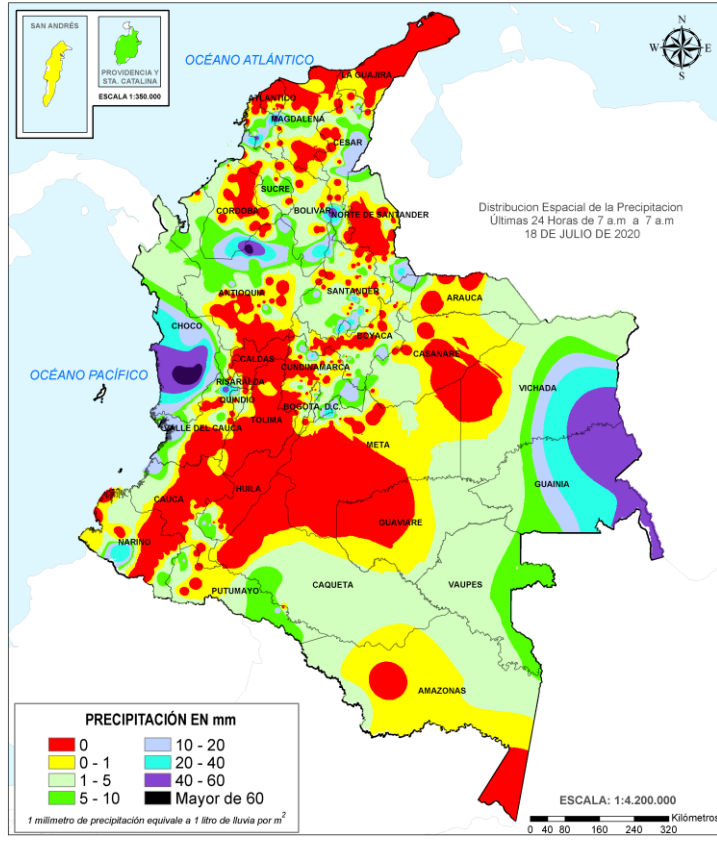 SAN ANDRÉS
PROVIDENCIA Y
STA. CATALINA
ESCALA 1:350.000
OCÉANO ATLÁNTICO
N
W
E
S
LA GUAJIRA
ATLANTICO
MAGDALENA
CESAR
SUCRE
CORDOBA
BOLIVAR
NORTE DE SANTANDER
Distribucion Espacial de la Precipitacion
Últimas 24 Horas de 7 a.m a 7 a.m
18 DE JULIO DE 2020
ANTIOQUIA
SANTANDER
ARAUCA
CHOCO
BOYACA
CASANARE
CALDAS
CUNDINAMARCA
OCÉANO PACÍFICO
RISARALDA
VICHADA
QUINDIO
BOGOTA, D.C.
TOLIMA
VALLE DEL CAUCA
META
GUAINIA
HUILA
CAUCA
GUAVIARE
NARIÑO
CAQUETA
VAUPES
PUTUMAYO
AMAZONAS
PRECIPITACIÓN EN mm
0
0 - 1
1 - 5
5 - 10
10 - 20
20 - 40
40 - 60
Mayor de 60
1 milimetro de precipitación equivale a 1 litro de lluvia por m2
ESCALA: 1:4.200.000
Kilómetros
0 40 80 160 240 320